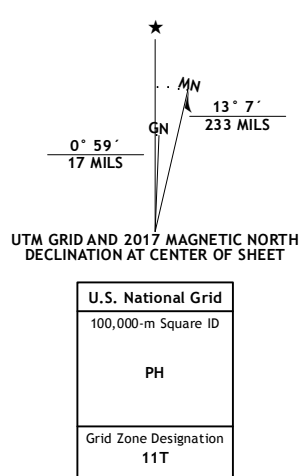 ★
MN
GN
13° 7´
233 MILS
0° 59´
17 MILS
UTM GRID AND 2017 MAGNETIC NORTH
DECLINATION AT CENTER OF SHEET
U.S. National Grid
100,000-m Square ID
PH
Grid Zone Designation
11T